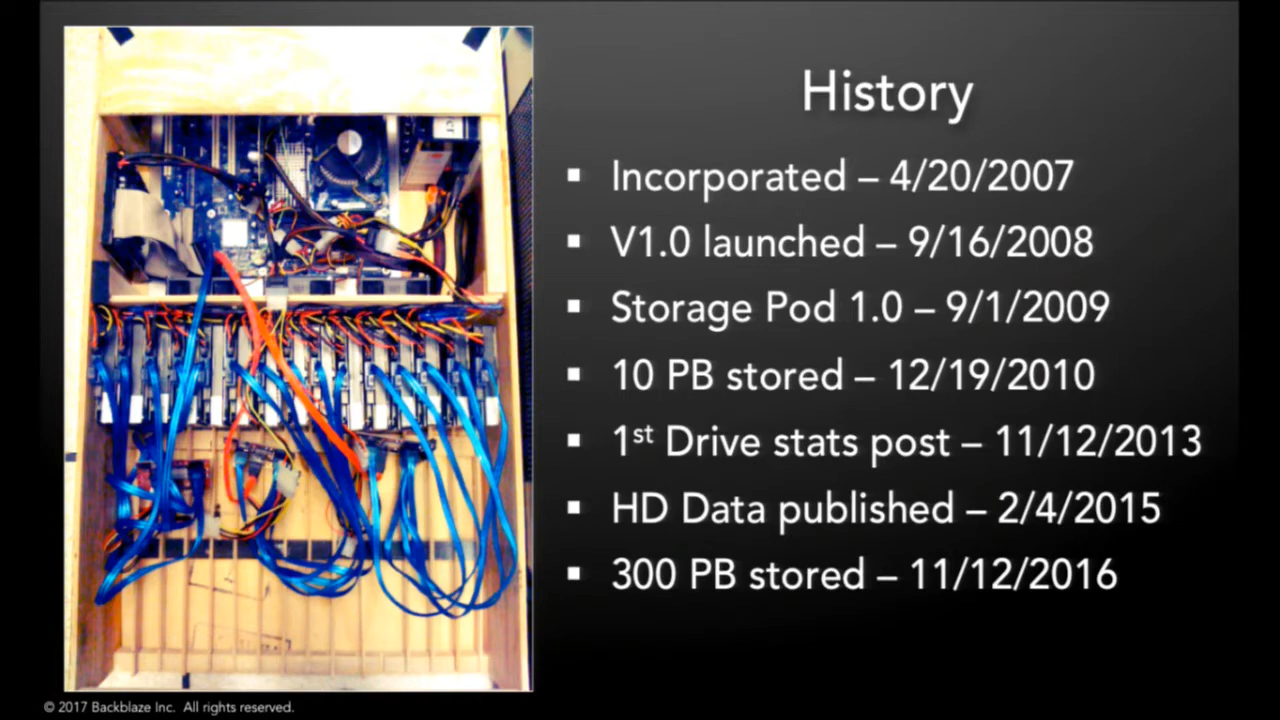 History
▪ Incorporated – 4/20/2007
▪ V1.0 launched – 9/16/2008
▪ Storage Pod 1.0 – 9/1/2009
▪ 10 PB stored – 12/19/2010
▪ 1st Drive stats post – 11/12/2013
▪ HD Data published – 2/4/2015
▪ 300 PB stored – 11/12/2016
© 2017 Backblaze Inc. All rights reserved.